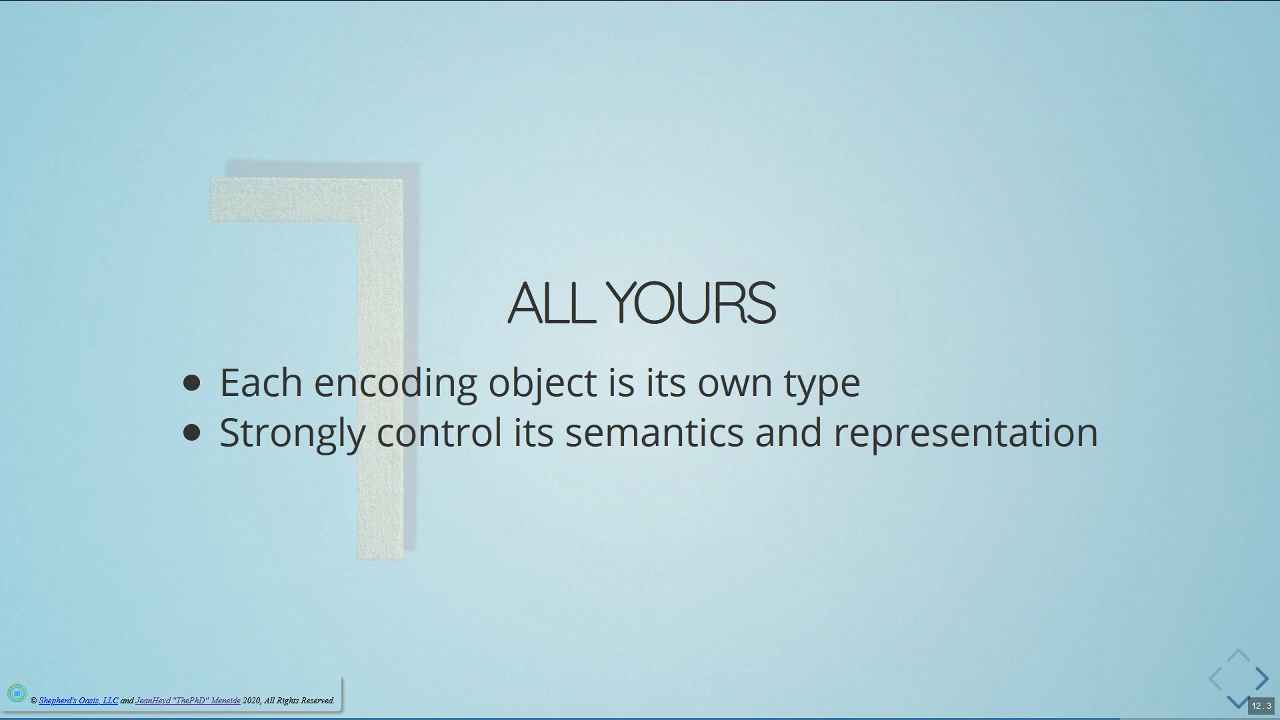 ALL YOURS
Each encoding object is its own type
Strongly control its semantics and representation
© Shepherd's Oasis, LLC and JeanHeyd "ThePhD" Meneide 2020, All Rights Reserved.
12.3